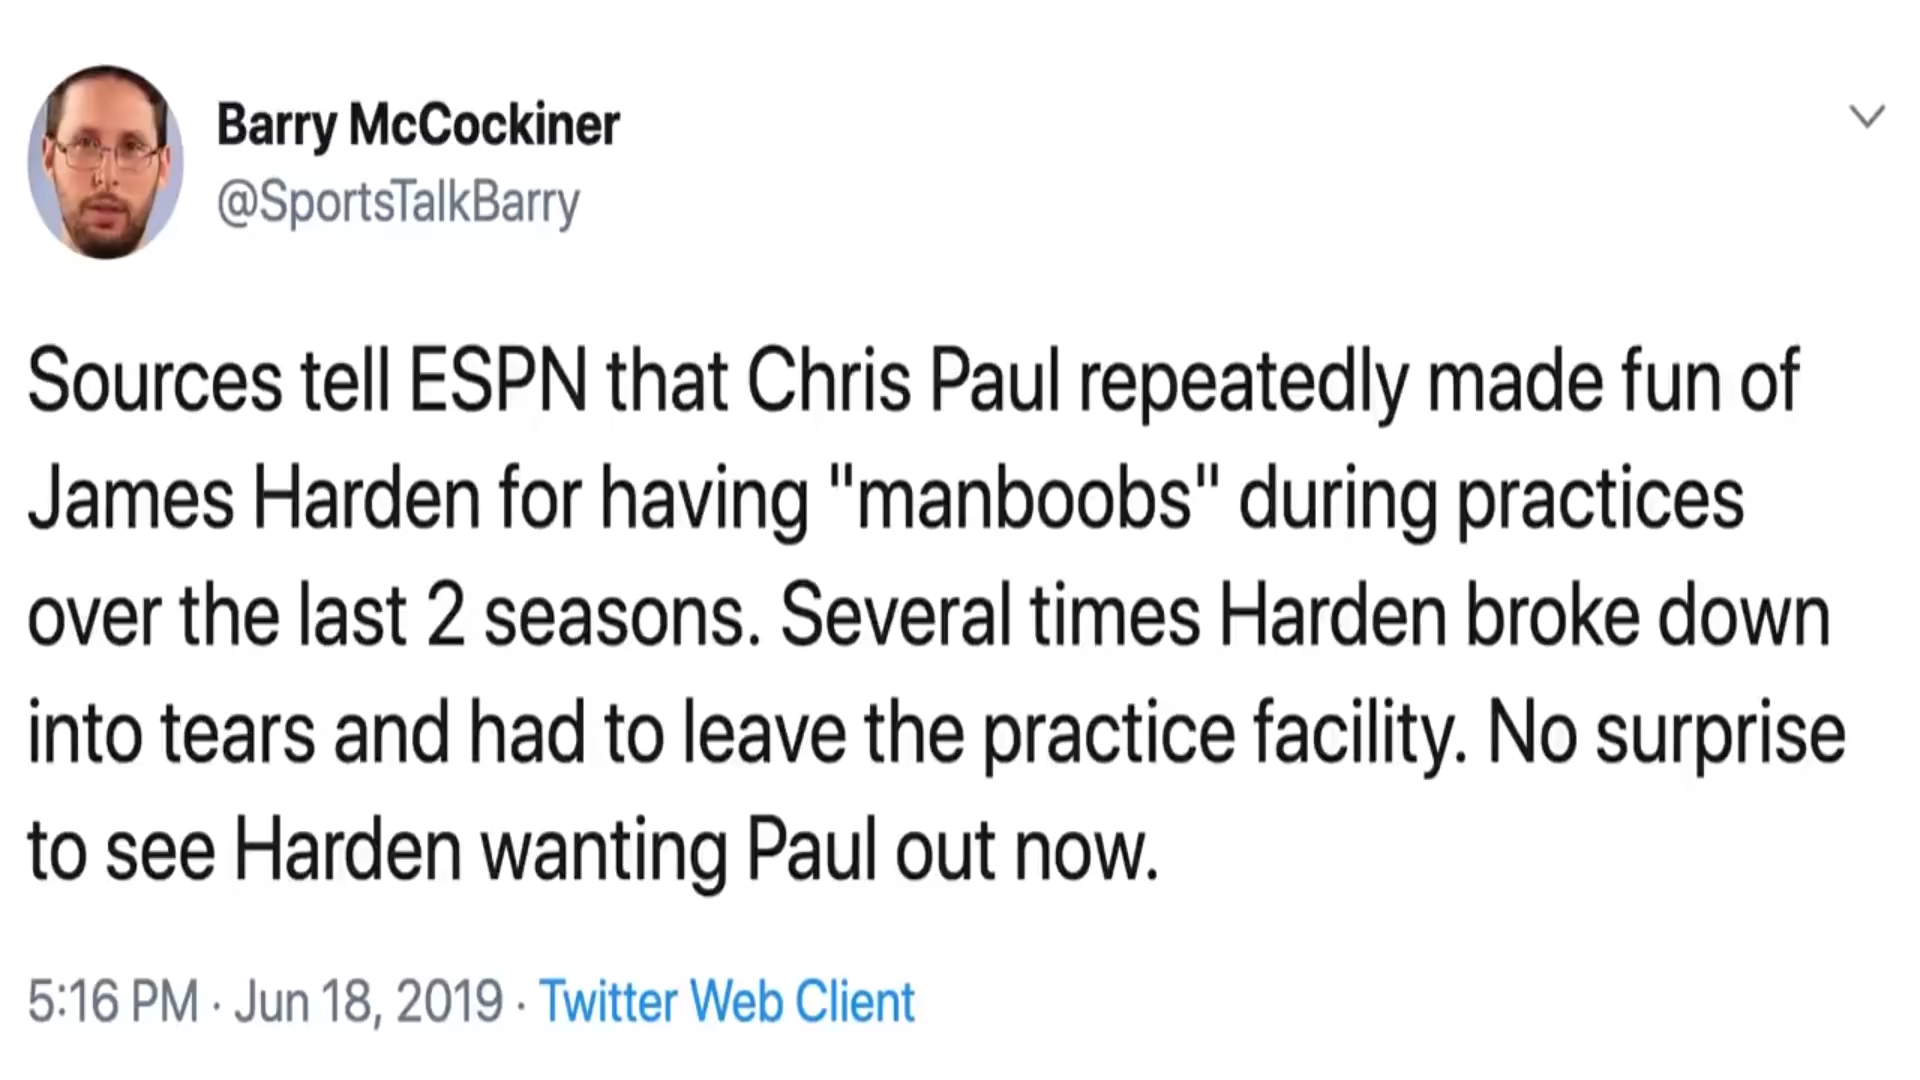 Barry McCockiner
@SportsTalkBarry
Sources tell ESPN that Chris Paul repeatedly made fun of
James Harden for having "manboobs" during practices
over the last 2 seasons. Several times Harden broke down
into tears and had to leave the practice facility. No surprise
to see Harden wanting Paul out now.
5:16 PM · Jun 18, 2019 · Twitter Web Client